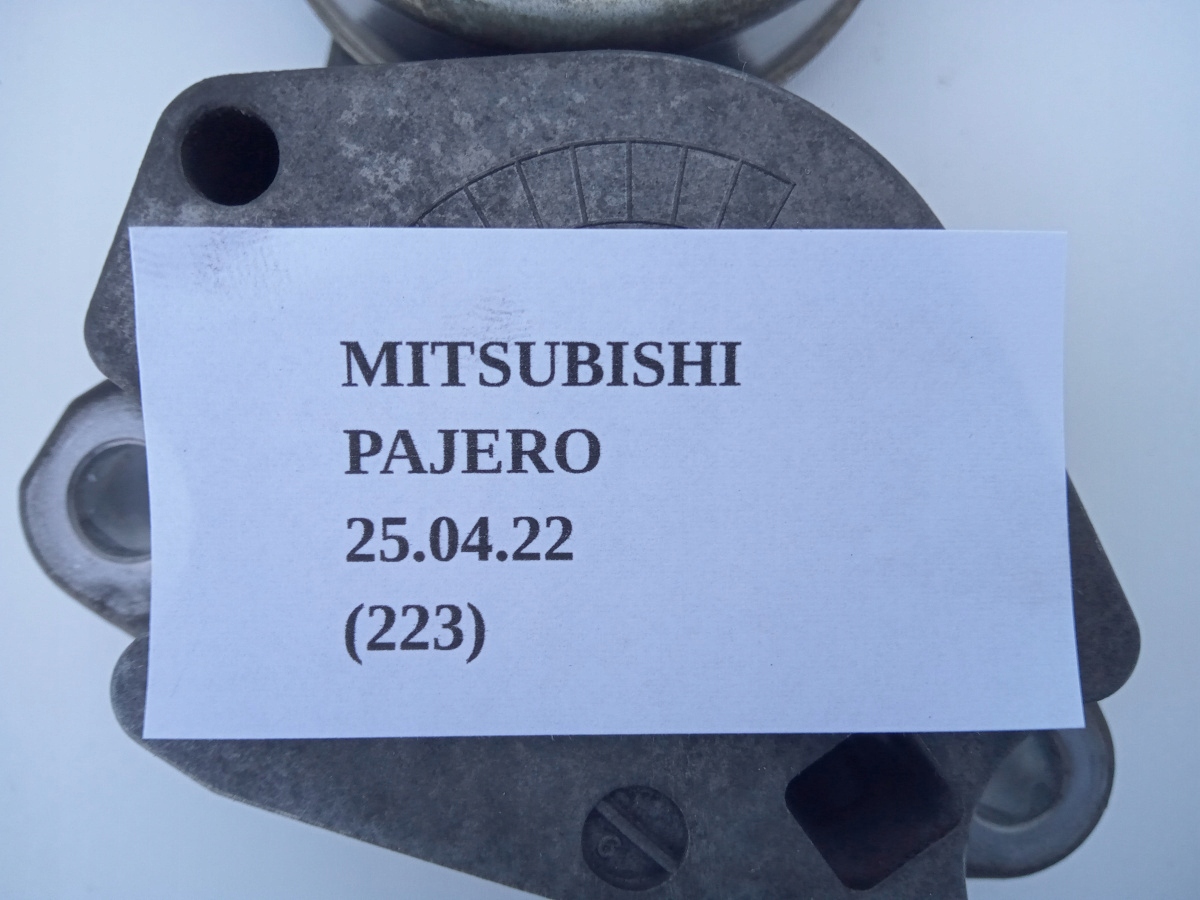 MITSUBISHI
PAJERO
25.04.22
(223)